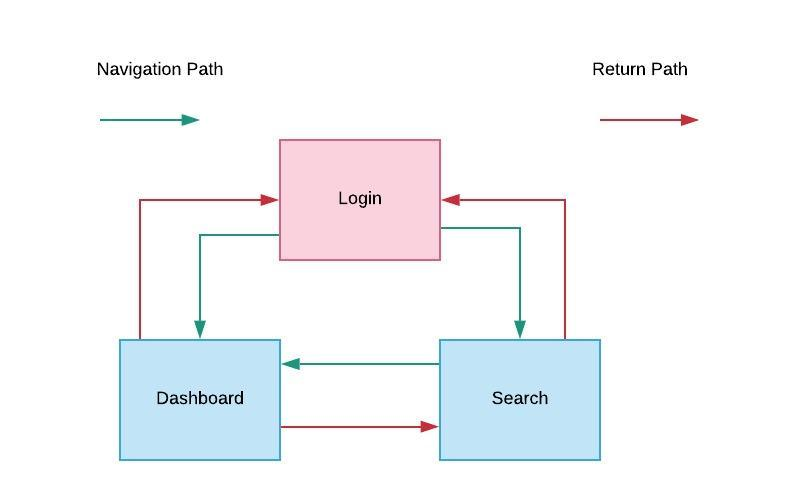 Navigation Path
Return Path
Login
Dashboard
Search